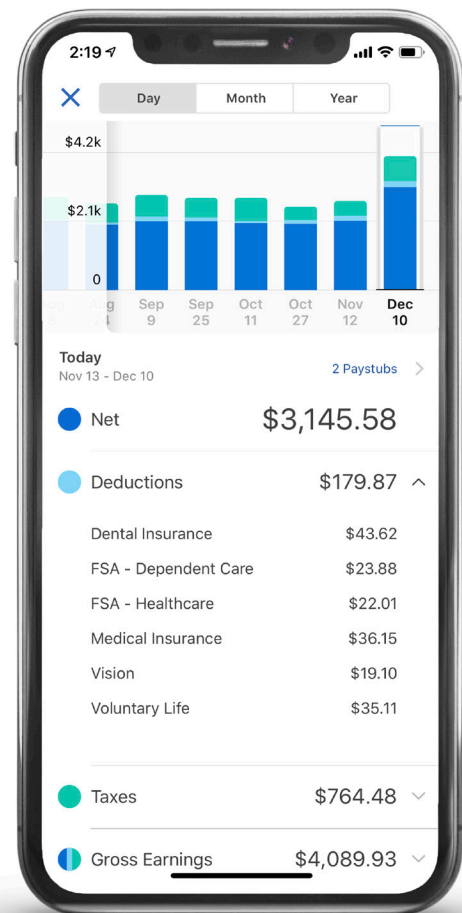 2:19
Day Month Year
$4.2k
$2.1k
0
Aug Sep Sep Oct Oct Nov Dec
24 9 25 11 27 12 10
Today
Nov 13 - Dec 10
2 Paystubs
Net $3,145.58
Deductions $179.87
Dental Insurance $43.62
FSA - Dependent Care $23.88
FSA - Healthcare $22.01
Medical Insurance $36.15
Vision $19.10
Voluntary Life $35.11
Taxes $764.48
Gross Earnings $4,089.93